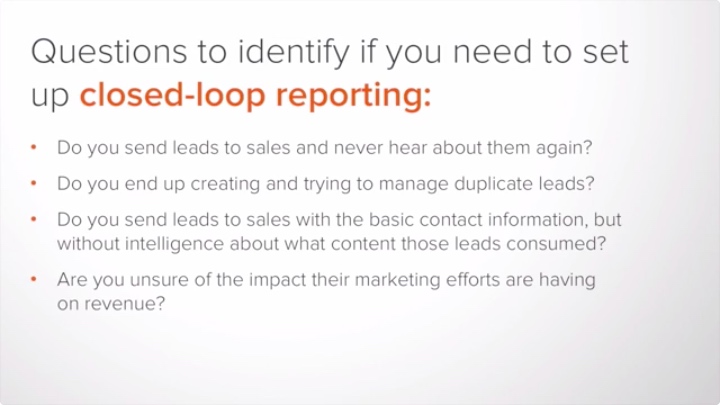 Questions to identify if you need to set
up closed-loop reporting:
• Do you send leads to sales and never hear about them again?
• Do you end up creating and trying to manage duplicate leads?
• Do you send leads to sales with the basic contact information, but
without intelligence about what content those leads consumed?
• Are you unsure of the impact their marketing efforts are having
on revenue?